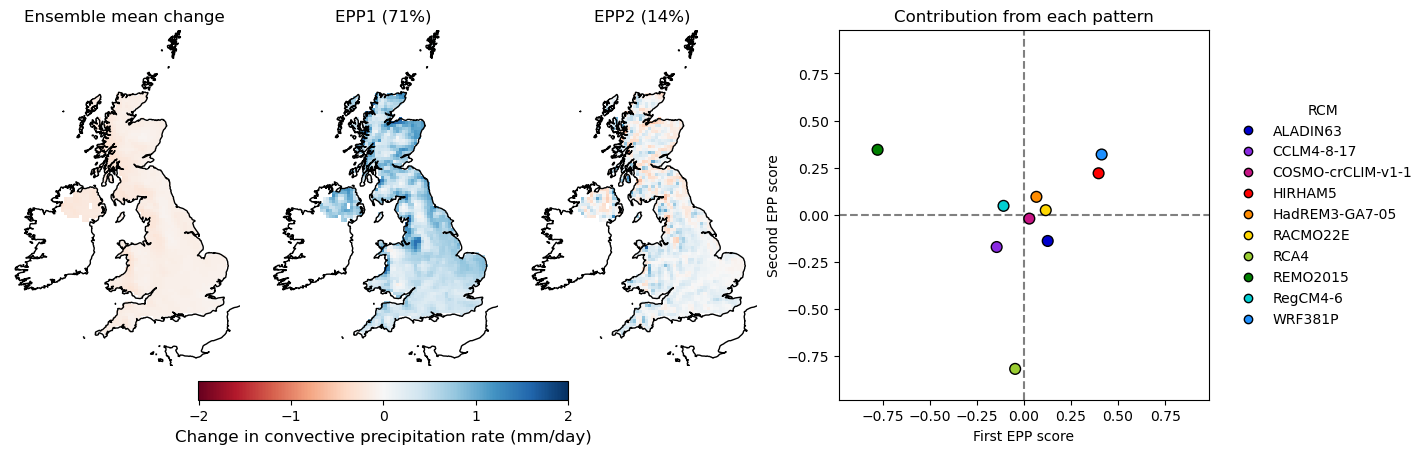 Ensemble mean change
EPP1 (71%)
EPP2 (14%)
−2 −1 0 1 2
Change in convective precipitation rate (mm/day)
Contribution from each pattern
0.75
0.50
0.25
0.00
−0.25
−0.50
−0.75
Second EPP score
−0.75 −0.50 −0.25 0.00 0.25 0.50 0.75
First EPP score
RCM
ALADIN63
CCLM4-8-17
COSMO-crCLIM-v1-1
HIRHAM5
HadREM3-GA7-05
RACMO22E
RCA4
REMO2015
RegCM4-6
WRF381P